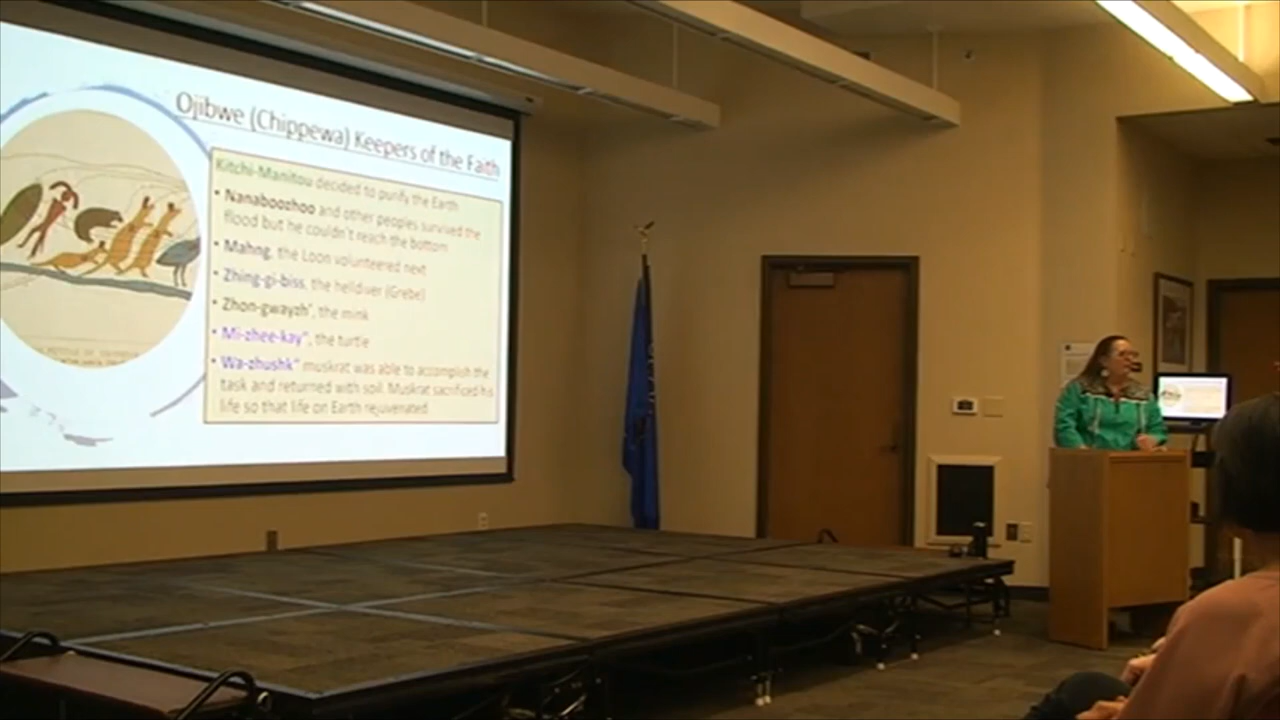 Ojibwe (Chippewa) Keepers of the Faith
Kitchi-Manitou decided to purify the Earth
• Nanaboozhoo and other peoples survived the
flood but he couldn't reach the bottom
• Mahng, the Loon volunteered next
• Zhing-gi-biss, the helldiver (Grebe)
• Zhon-gwayzh", the mink
• Mi-zhee-kay", the turtle
• Wa-zhushk" muskrat was able to accomplish the
task and returned with soil. Muskrat sacrificed his
life so that life on Earth rejuvenated.